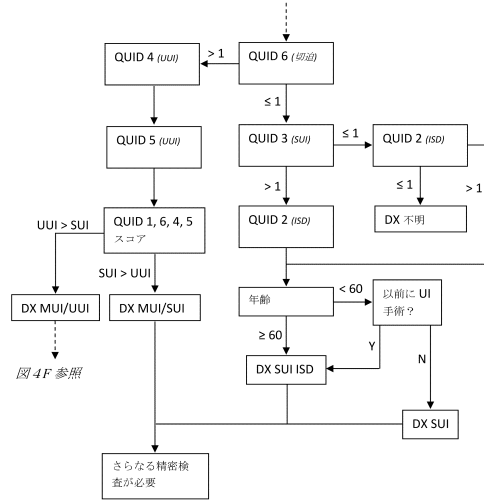 QUID 4 (UUI)
> 1
QUID 6 (切迫)
≤ 1
QUID 5 (UUI)
QUID 3 (SUI)
≤ 1
QUID 2 (ISD)
> 1
≤ 1
> 1
UUI > SUI
QUID 1, 6, 4, 5
スコア
QUID 2 (ISD)
DX 不明
SUI > UUI
DX MUI/UUI
DX MUI/SUI
年齢
< 60
以前に UI
手術？
≥ 60
Y
N
図 4F 参照
DX SUI ISD
DX SUI
さらなる精密検
査が必要